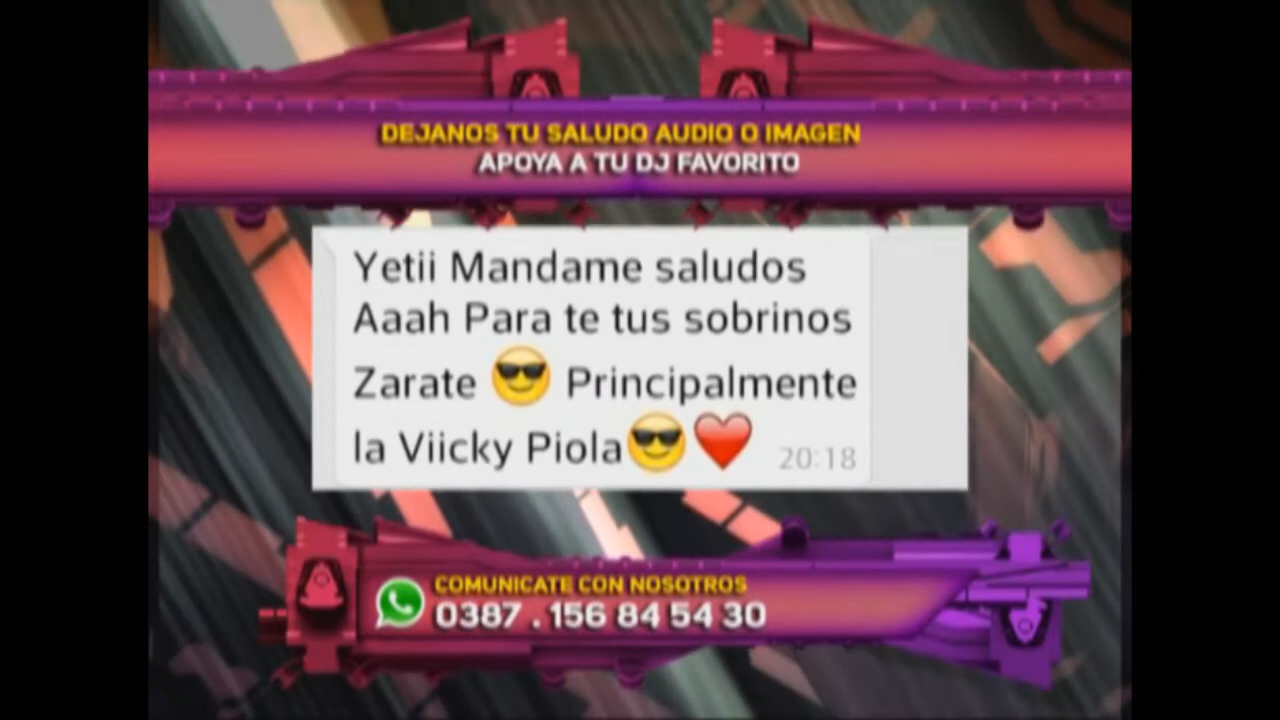 DEJANOS TU SALUDO AUDIO O IMAGEN
APOYA A TU DJ FAVORITO
Yetii Mandame saludos
Aaah Para te tus sobrinos
Zarate 😎 Principalmente
la Viicky Piola😎❤️ 20:18
COMUNICATE CON NOSOTROS
0387 . 156 84 54 30